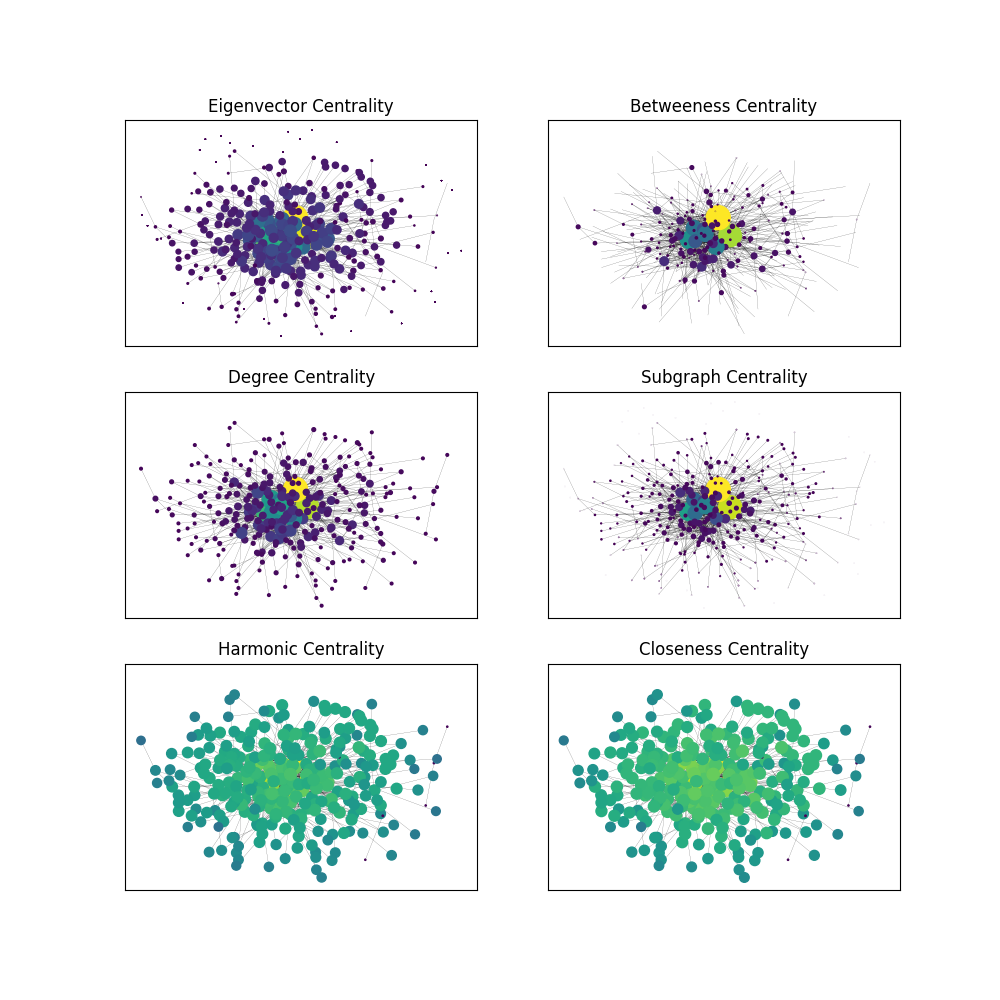 Eigenvector Centrality
Betweeness Centrality
Degree Centrality
Subgraph Centrality
Harmonic Centrality
Closeness Centrality